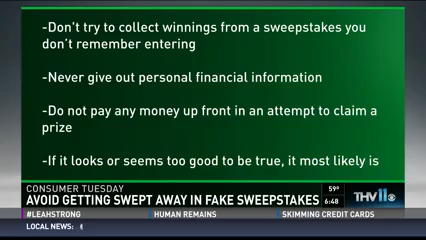 -Don't try to collect winnings from a sweepstakes you
don't remember entering
-Never give out personal financial information
-Do not pay any money up front in an attempt to claim a
prize
-If it looks or seems too good to be true, it most likely is
CONSUMER TUESDAY
59°
AVOID GETTING SWEPT AWAY IN FAKE SWEEPSTAKES
6:48
THV11
#LEAHSTRONG
HUMAN REMAINS
SKIMMING CREDIT CARDS
LOCAL NEWS: